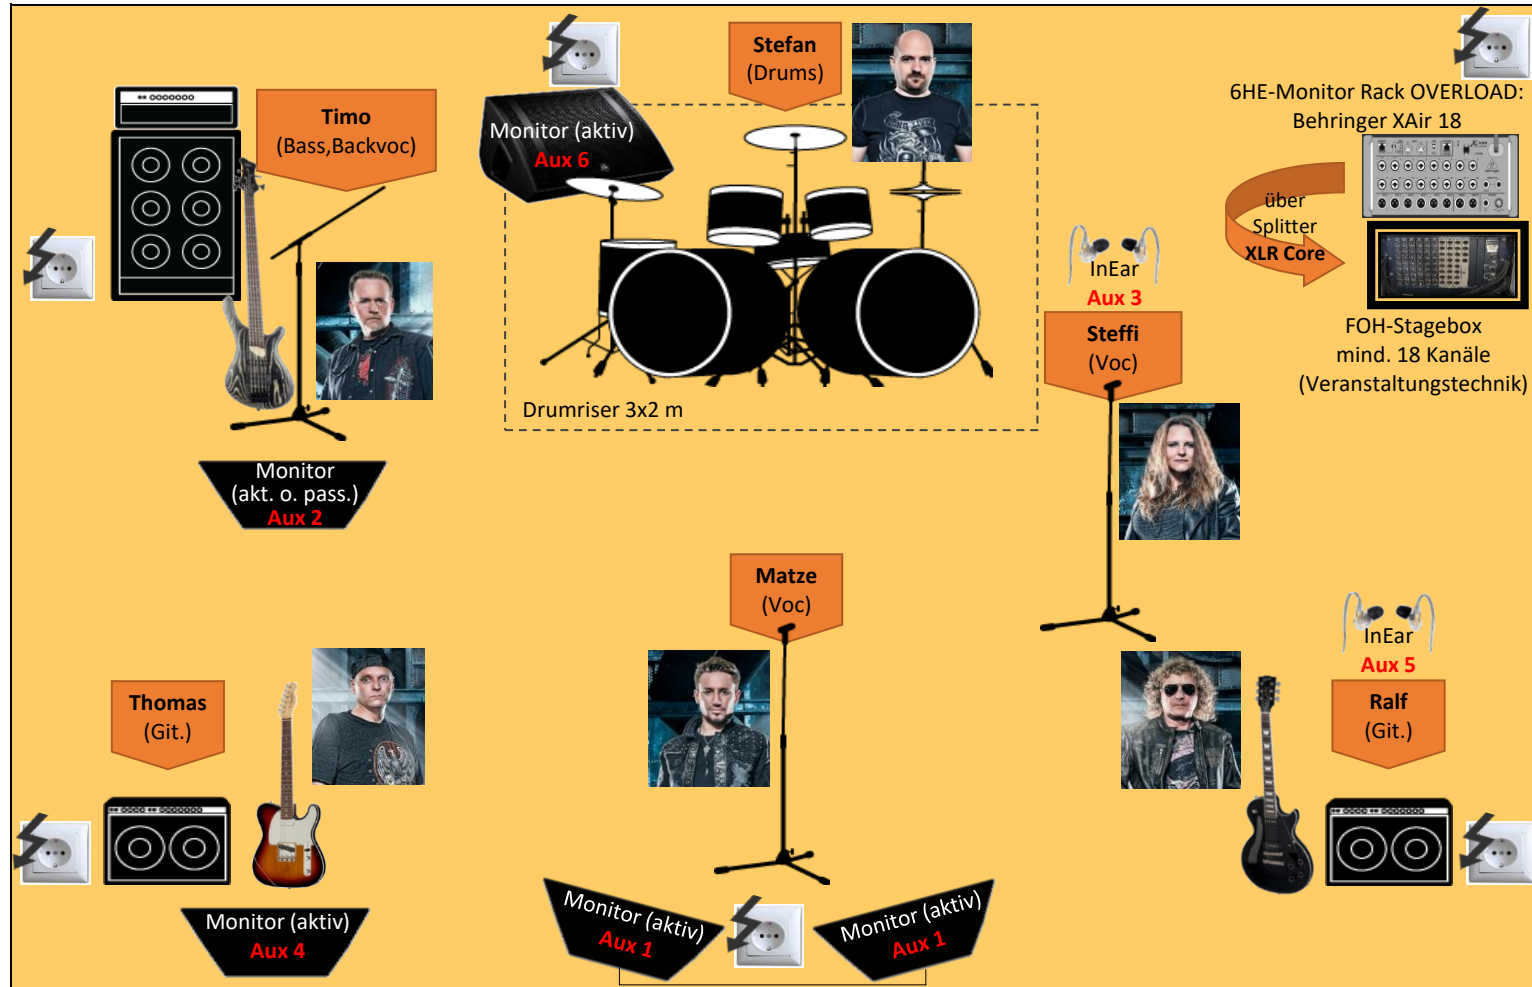 Stefan
(Drums)
6HE-Monitor Rack OVERLOAD:
Behringer XAir 18
Timo
(Bass,Backvoc)
Monitor (aktiv)
Aux 6
über
Splitter
XLR Core
InEar
Aux 3
FOH-Stagebox
mind. 18 Kanäle
(Veranstaltungstechnik)
Steffi
(Voc)
Drumriser 3x2 m
Monitor
(akt. o. pass.)
Aux 2
Matze
(Voc)
InEar
Aux 5
Thomas
(Git.)
Ralf
(Git.)
Monitor (aktiv)
Aux 4
Monitor (aktiv)
Aux 1
Monitor (aktiv)
Aux 1